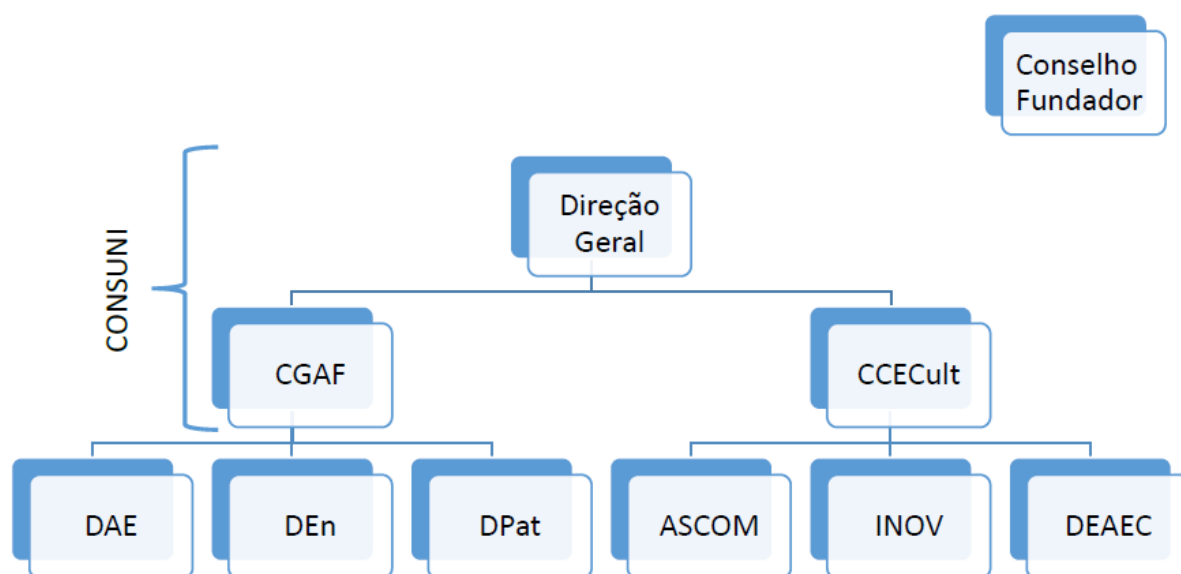 Conselho
Fundador
Direção
Geral
CONSUNI
CGAF
CCECult
DAE
DEn
DPat
ASCOM
INOV
DEAEC